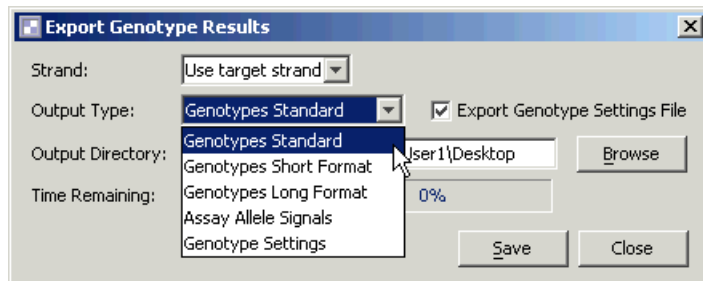 Export Genotype Results
Strand: Use target strand
Output Type: Genotypes Standard Export Genotype Settings File
Genotypes Standard
Output Directory: \Desktop Browse
Genotypes Short Format
Time Remaining: Genotypes Long Format 0%
Assay Allele Signals
Genotype Settings
Save Close